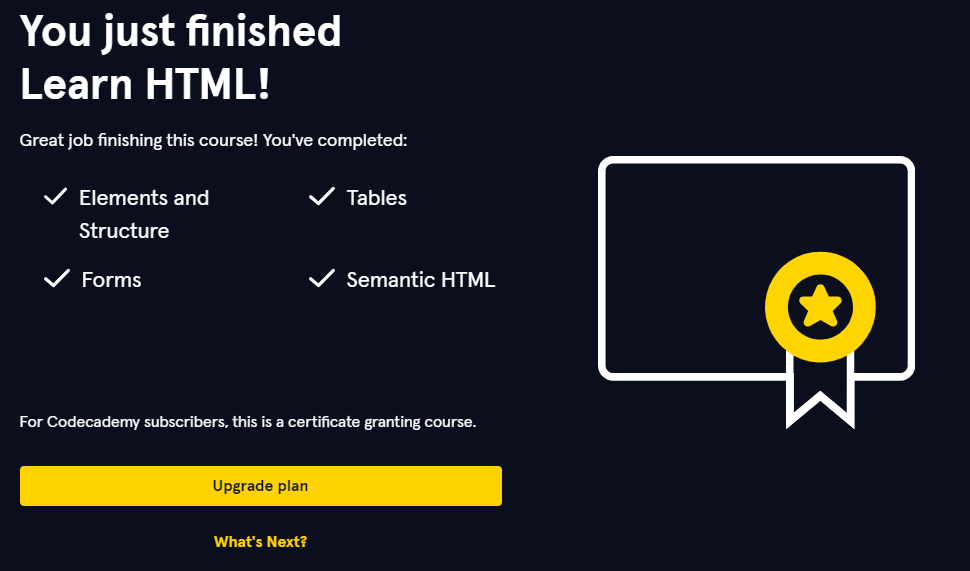 You just finished
Learn HTML!
Great job finishing this course! You've completed:
Elements and
Structure
Tables
Forms
Semantic HTML
For Codecademy subscribers, this is a certificate granting course.
Upgrade plan
What's Next?